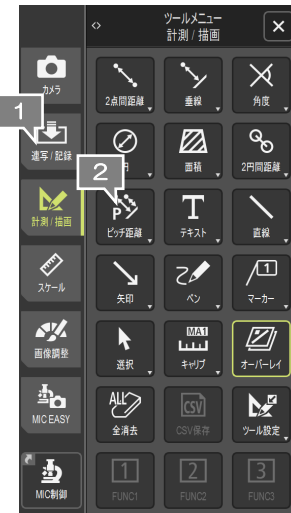 ツールメニュー
計測 / 描画
カメラ
2点間距離
垂線
角度
1
連写 / 記録
円
面積
2円間距離
2
計測 / 描画
P
ピッチ距離
T
テキスト
直線
スケール
矢印
ペン
1
マーカー
画像調整
選択
MA1
キャリブ
オーバーレイ
MIC EASY
ALL
全消去
CSV
CSV保存
ツール設定
MIC制御
1
FUNC1
2
FUNC2
3
FUNC3